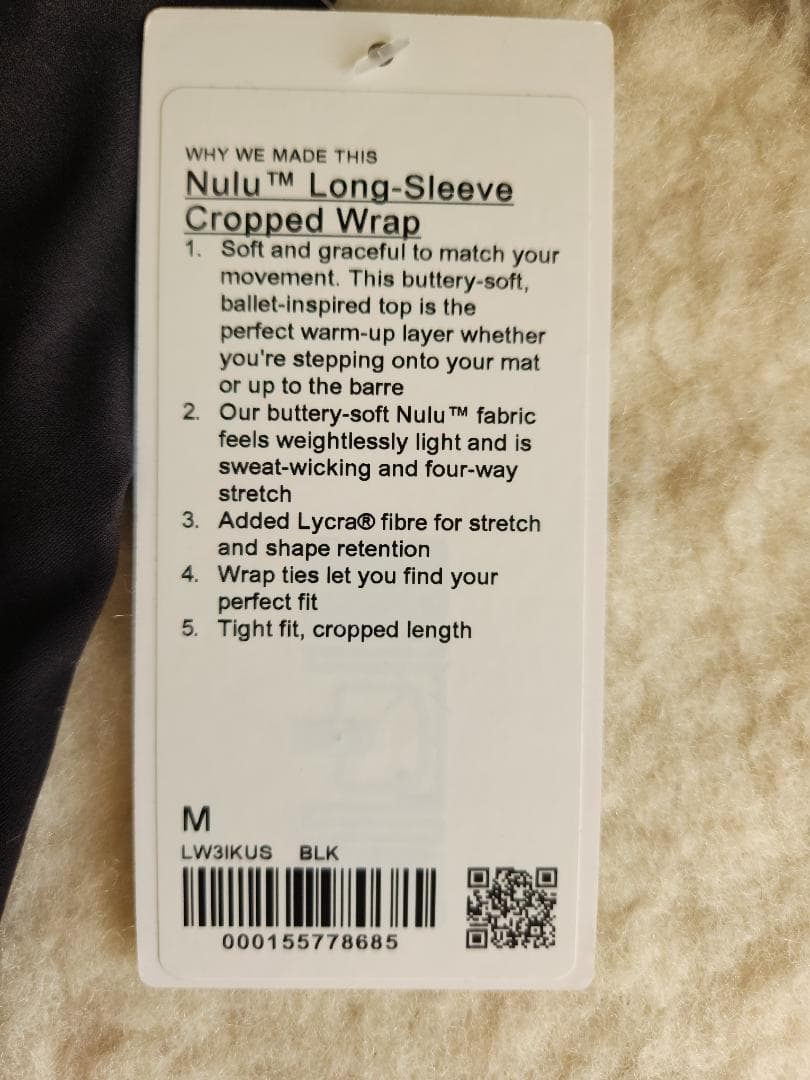 WHY WE MADE THIS
Nulu™ Long-Sleeve
Cropped Wrap
1. Soft and graceful to match your
movement. This buttery-soft,
ballet-inspired top is the
perfect warm-up layer whether
you're stepping onto your mat
or up to the barre
2. Our buttery-soft Nulu™ fabric
feels weightlessly light and is
sweat-wicking and four-way
stretch
3. Added Lycra® fibre for stretch
and shape retention
4. Wrap ties let you find your
perfect fit
5. Tight fit, cropped length
M
LW3IKUS BLK
000155778685